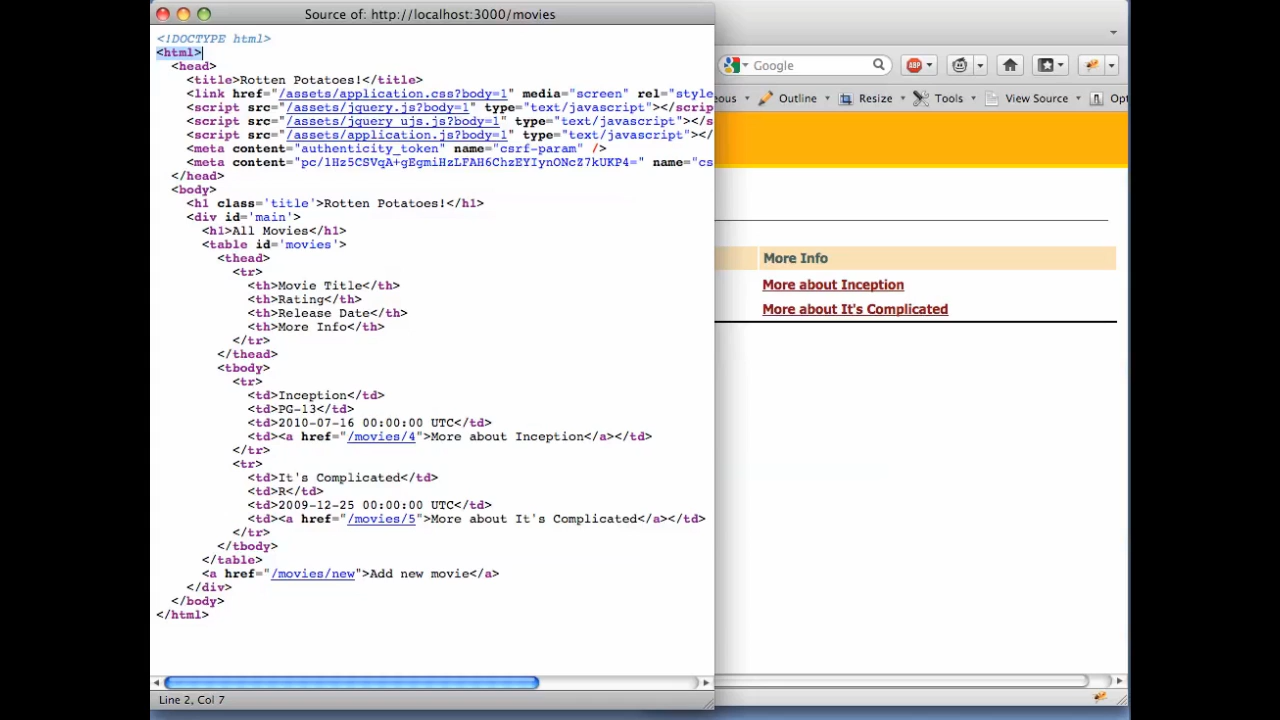 Source of: http://localhost:3000/movies
<!DOCTYPE html>
<html>
<head>
<title>Rotten Potatoes!</title>
<link href="/assets/application.css?body=1" media="screen" rel="style
<script src="/assets/jquery.js?body=1" type="text/javascript"></scrip
<script src="/assets/jquery_ujs.js?body=1" type="text/javascript"></s
<script src="/assets/application.js?body=1" type="text/javascript"></
<meta content="authenticity_token" name="csrf-param" />
<meta content="pc/1Hz5CSVqA+gEgmiHzLFAH6ChzEYIynONcZ7kUKP4=" name="cs
</head>
<body>
<h1 class='title'>Rotten Potatoes!</h1>
<div id='main'>
<h1>All Movies</h1>
<table id='movies'>
<thead>
<tr>
<th>Movie Title</th>
<th>Rating</th>
<th>Release Date</th>
<th>More Info</th>
</tr>
</thead>
<tbody>
<tr>
<td>Inception</td>
<td>PG-13</td>
<td>2010-07-16 00:00:00 UTC</td>
<td><a href="/movies/4">More about Inception</a></td>
</tr>
<tr>
<td>It's Complicated</td>
<td>R</td>
<td>2009-12-25 00:00:00 UTC</td>
<td><a href="/movies/5">More about It's Complicated</a></td>
</tr>
</tbody>
</table>
<a href="/movies/new">Add new movie</a>
</div>
</body>
</html>
Line 2, Col 7
Google
ABP
ous Outline Resize Tools View Source Opt
More Info
More about Inception
More about It's Complicated